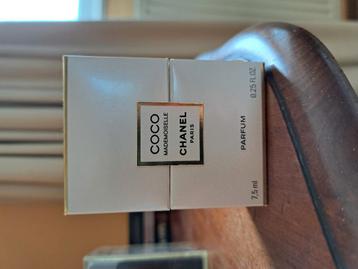 COCO
MADEMOISELLE
CHANEL
PARIS
PARFUM
7,5 ml 0.25 FL.OZ